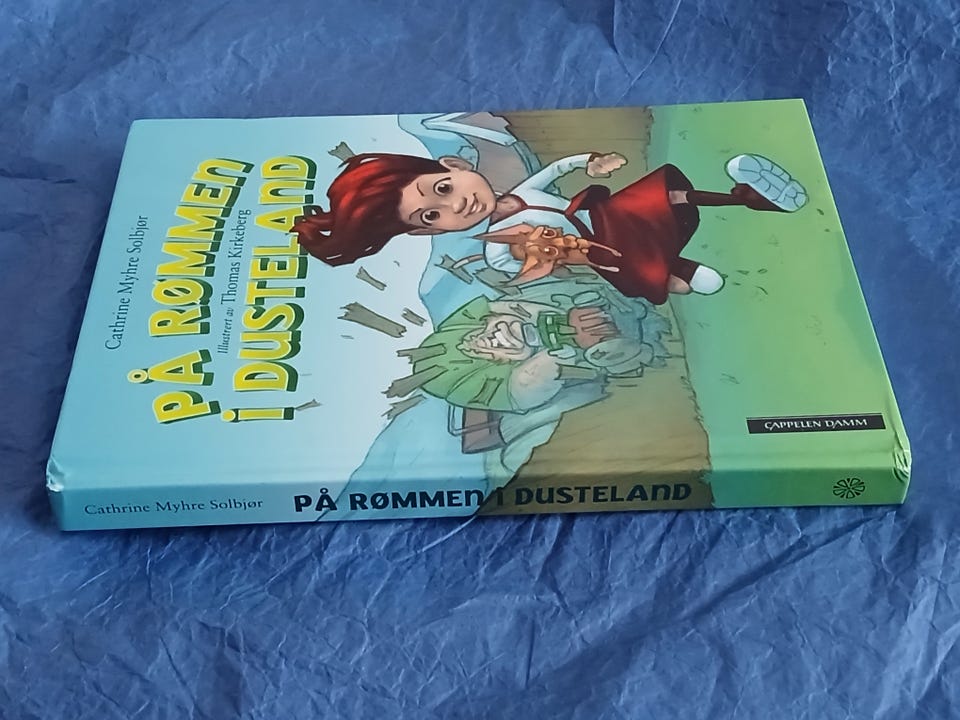 Cathrine Myhre Solbjør
PÅ RØMMEN
Illustrert av Thomas Kirkeberg
i DUSTELAND
CAPPELEN DAMM
Cathrine Myhre Solbjør PÅ RØMMEN I DUSTELAND